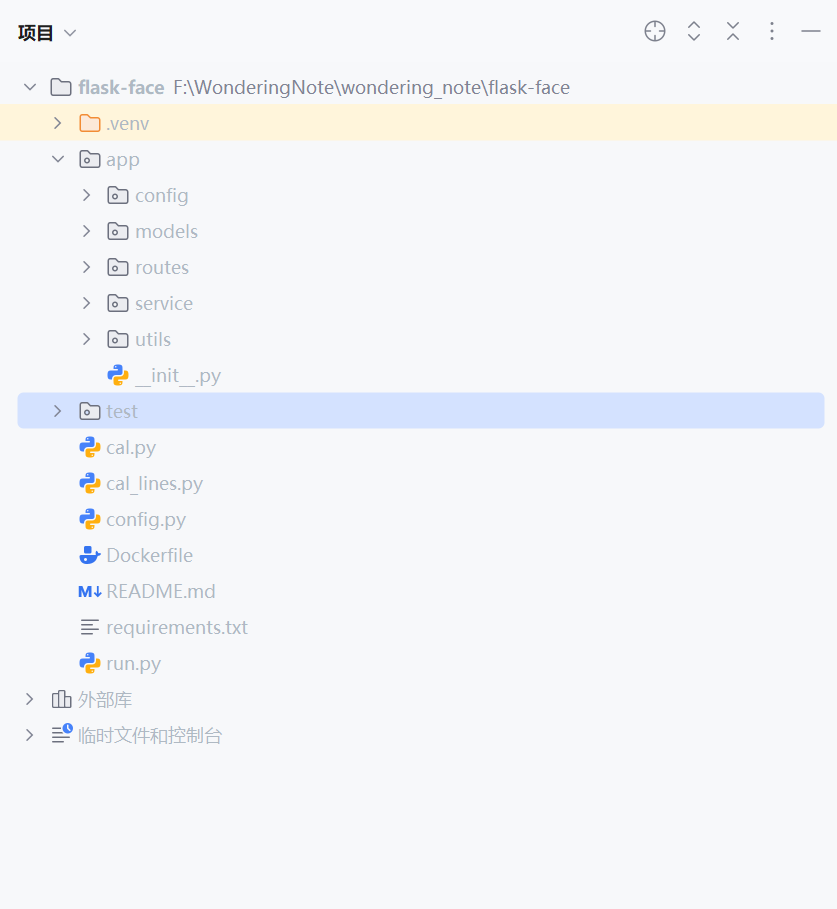 项目
flask-face F:\WonderingNote\wondering_note\flask-face
.venv
app
config
models
routes
service
utils
__init__.py
test
cal.py
cal_lines.py
config.py
Dockerfile
M↓ README.md
requirements.txt
run.py
外部库
临时文件和控制台